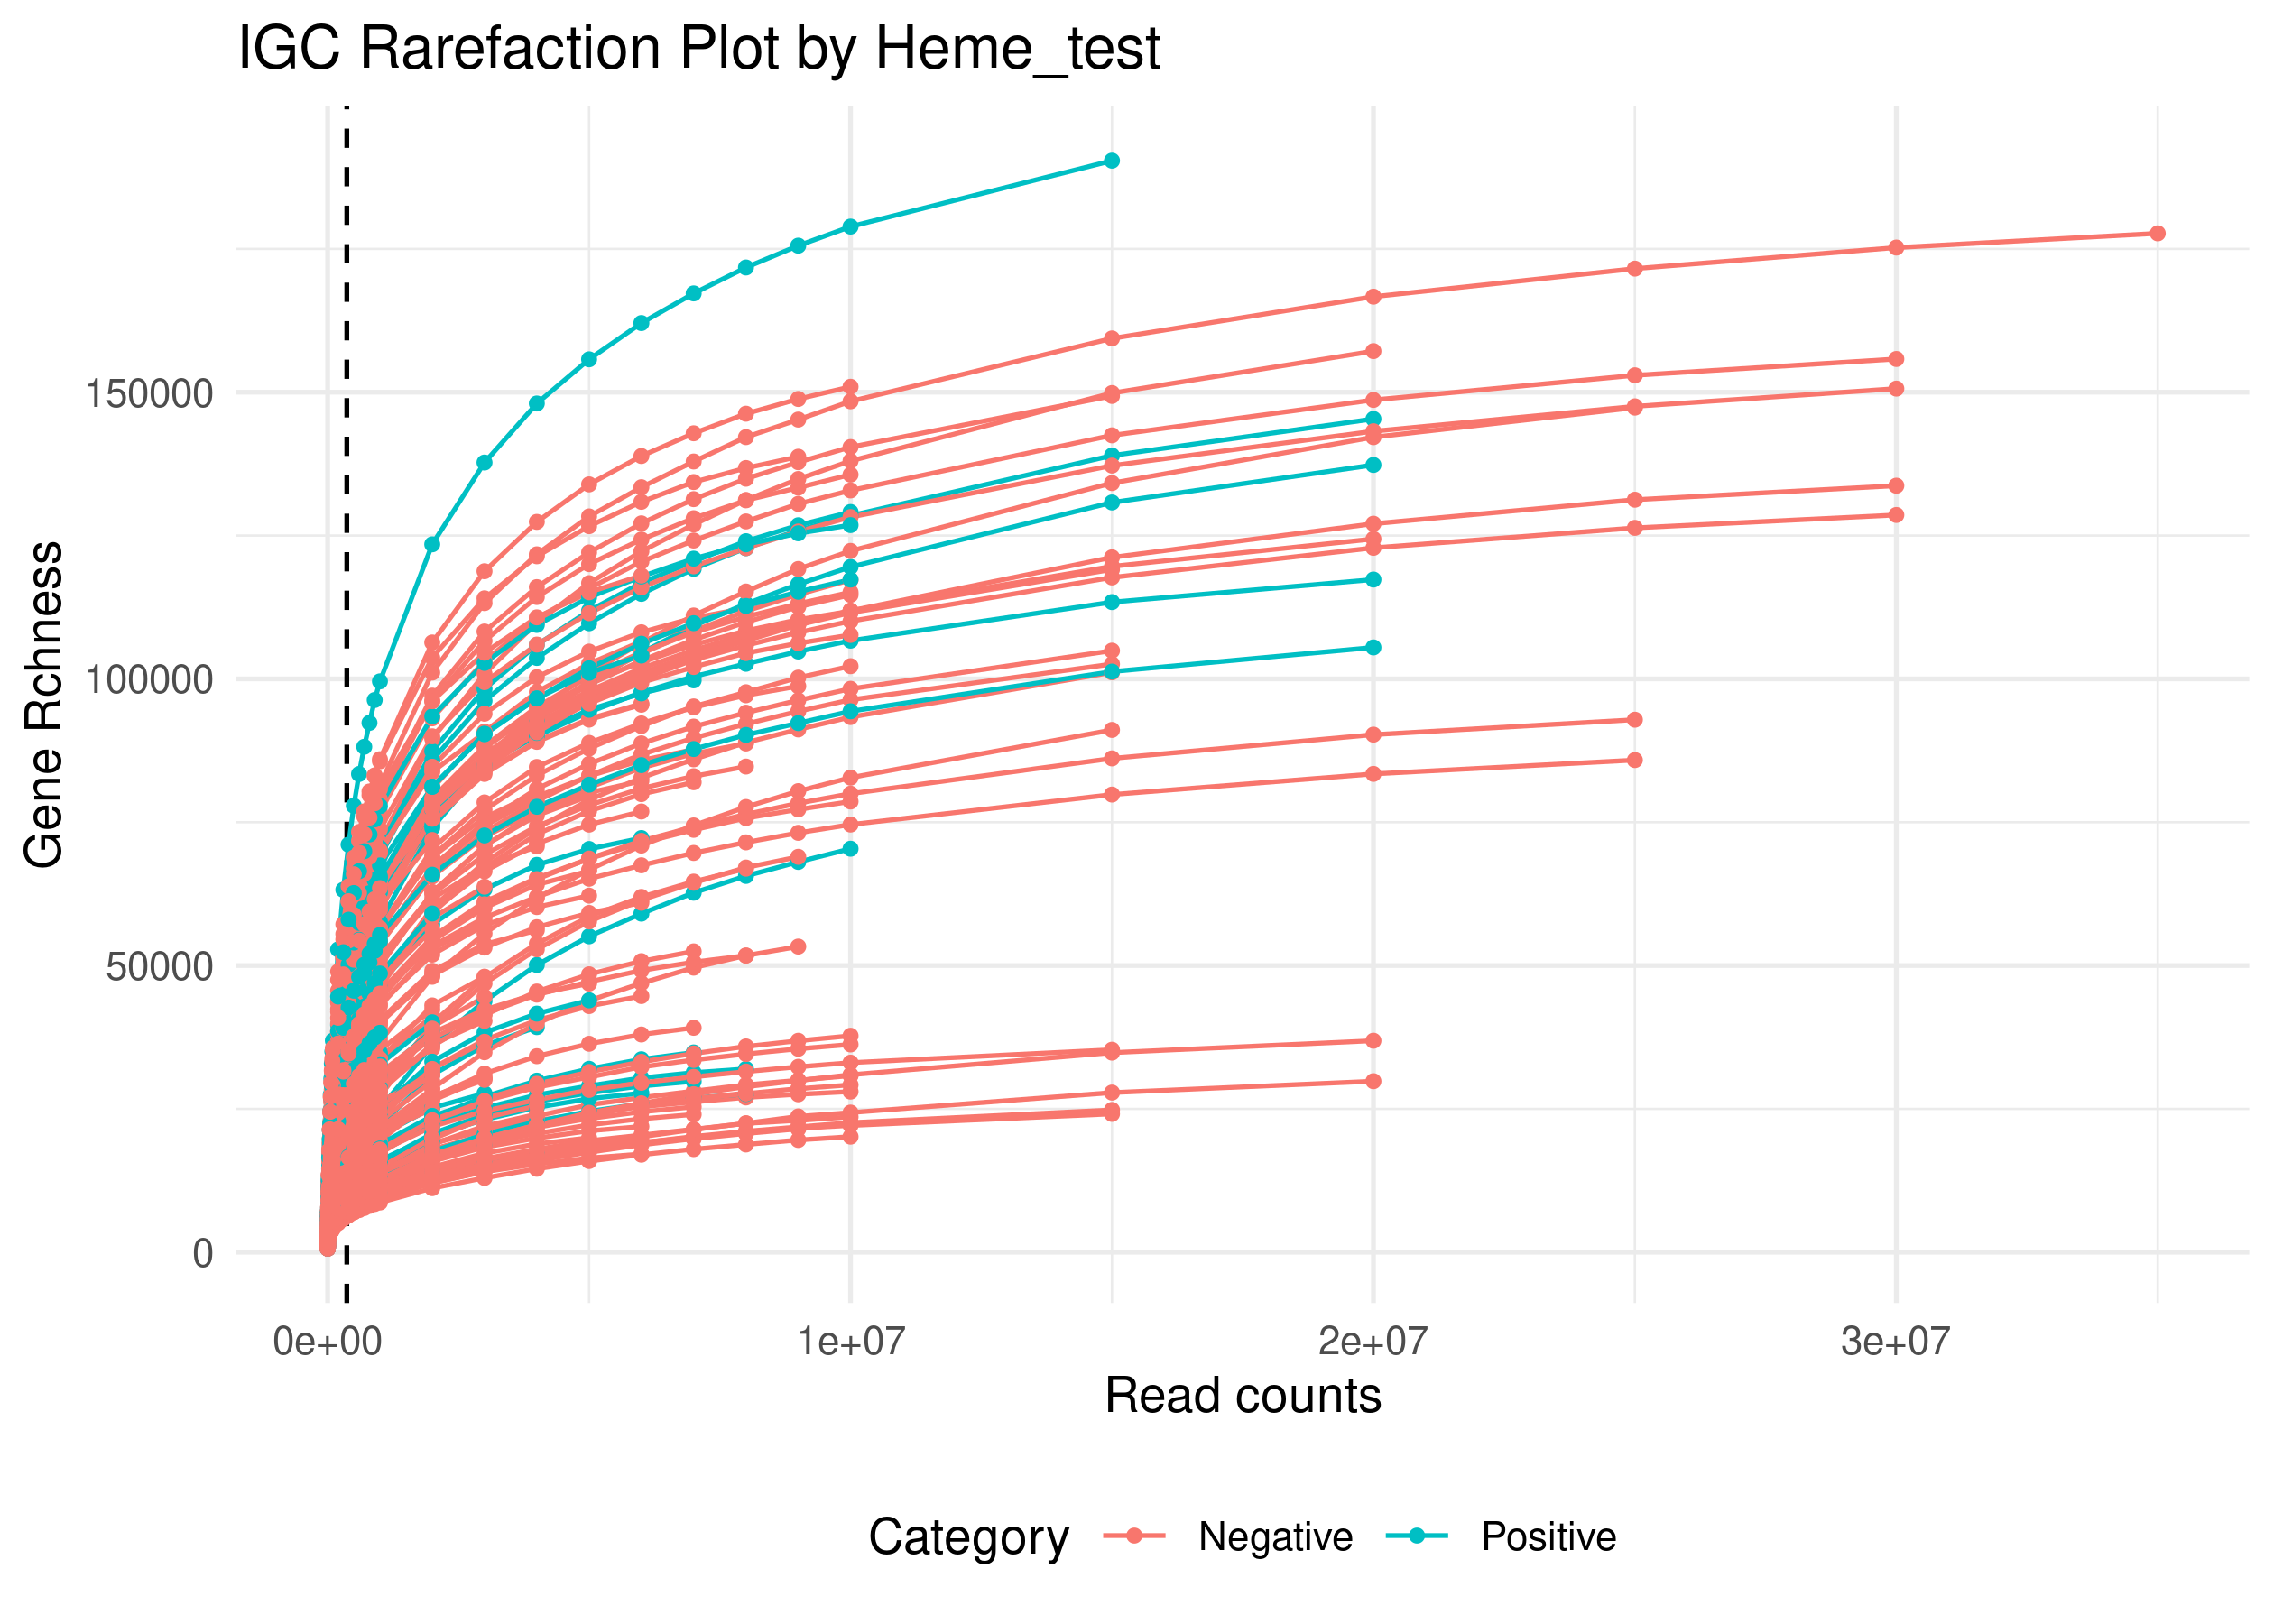 IGC Rarefaction Plot by Heme_test
Gene Rchness
150000
100000
50000
0
0e+00 1e+07 2e+07 3e+07
Read counts
Category Negative Positive